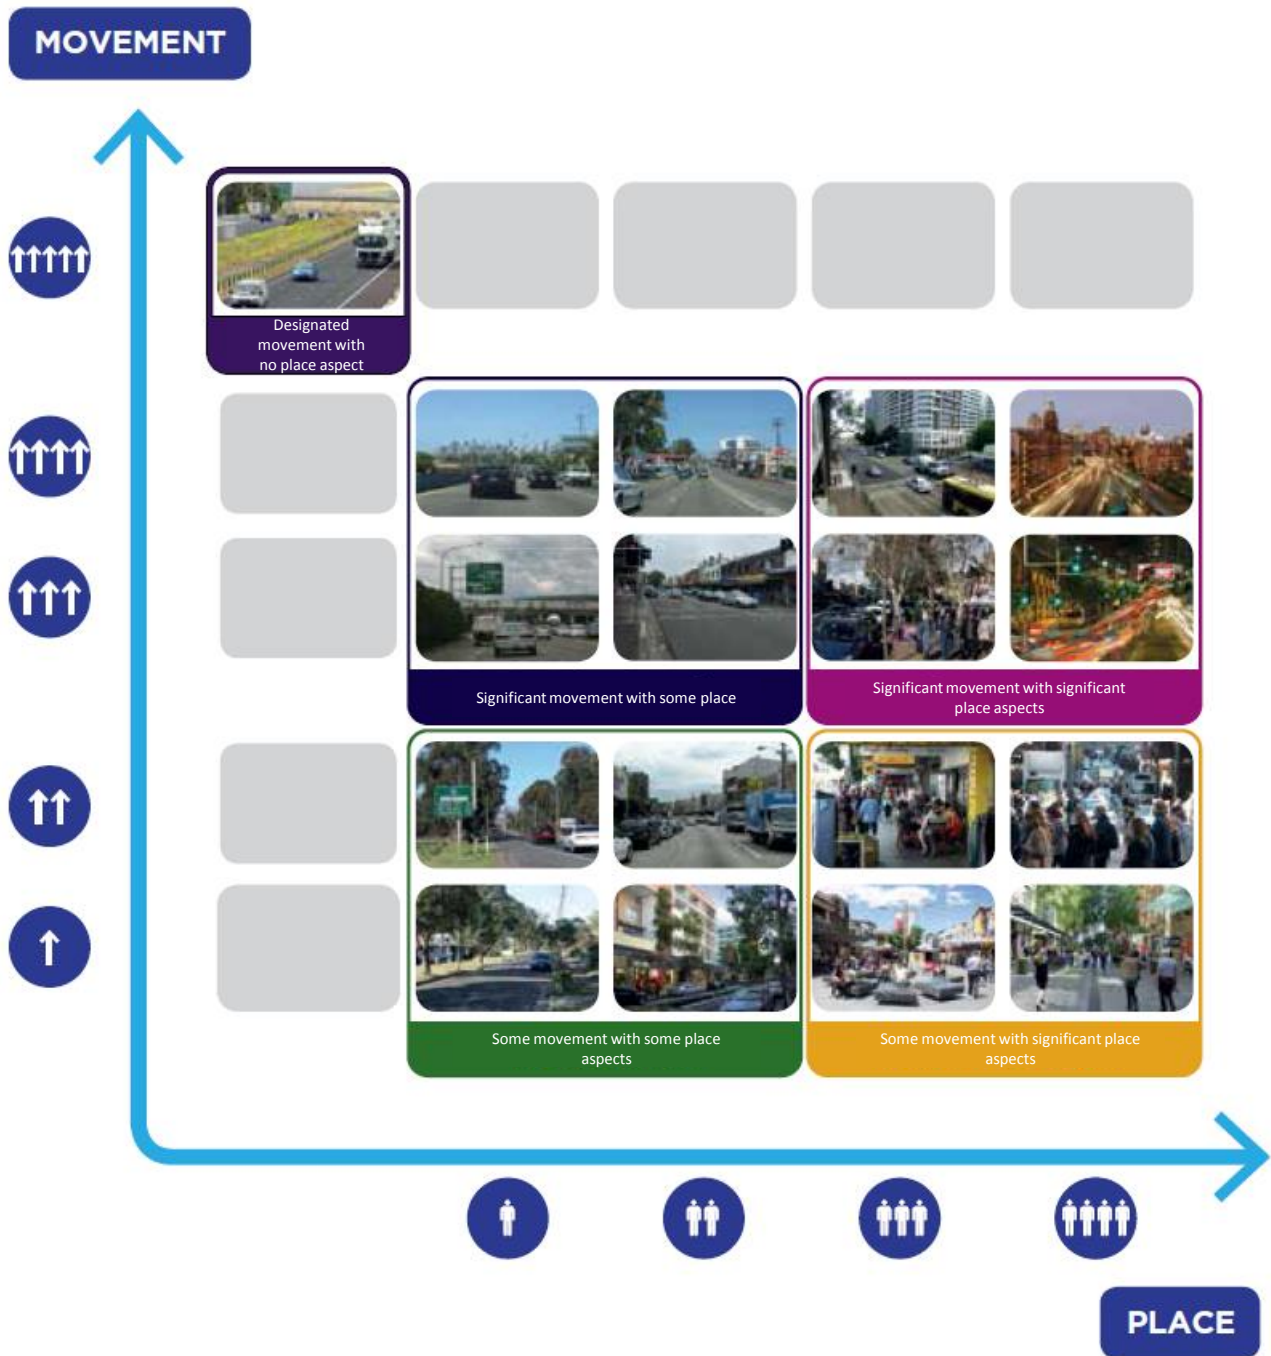 MOVEMENT
Designated
movement with
no place aspect
Significant movement with some place
Significant movement with significant
place aspects
Some movement with some place
aspects
Some movement with significant place
aspects
PLACE